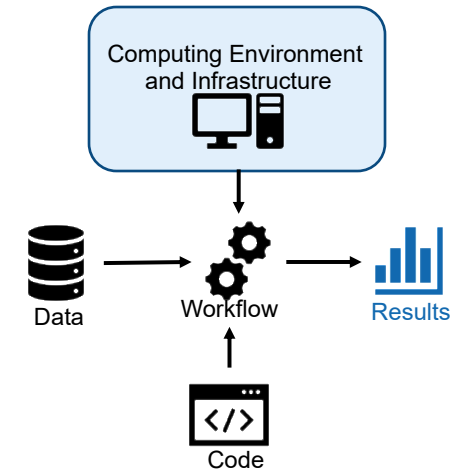 Computing Environment
and Infrastructure
Data
Workflow
Results
</>
Code